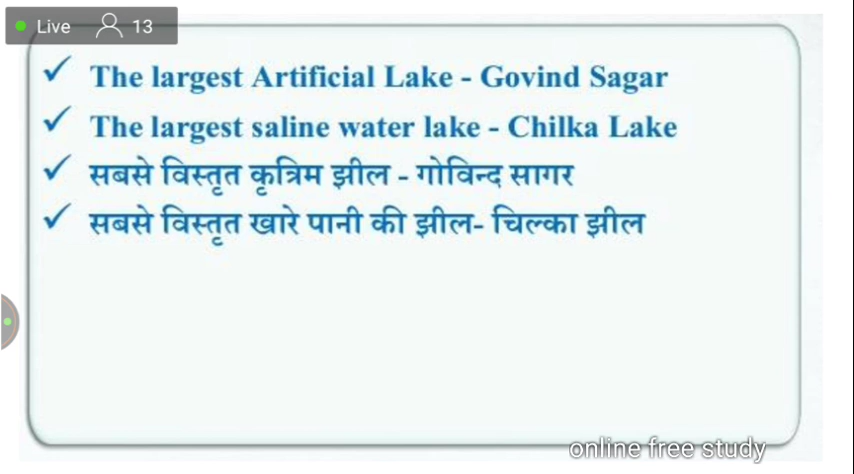 Live 13
✓ The largest Artificial Lake - Govind Sagar
✓ The largest saline water lake - Chilka Lake
✓ सबसे विस्तृत कृत्रिम झील - गोविन्द सागर
✓ सबसे विस्तृत खारे पानी की झील- चिल्का झील
online free study